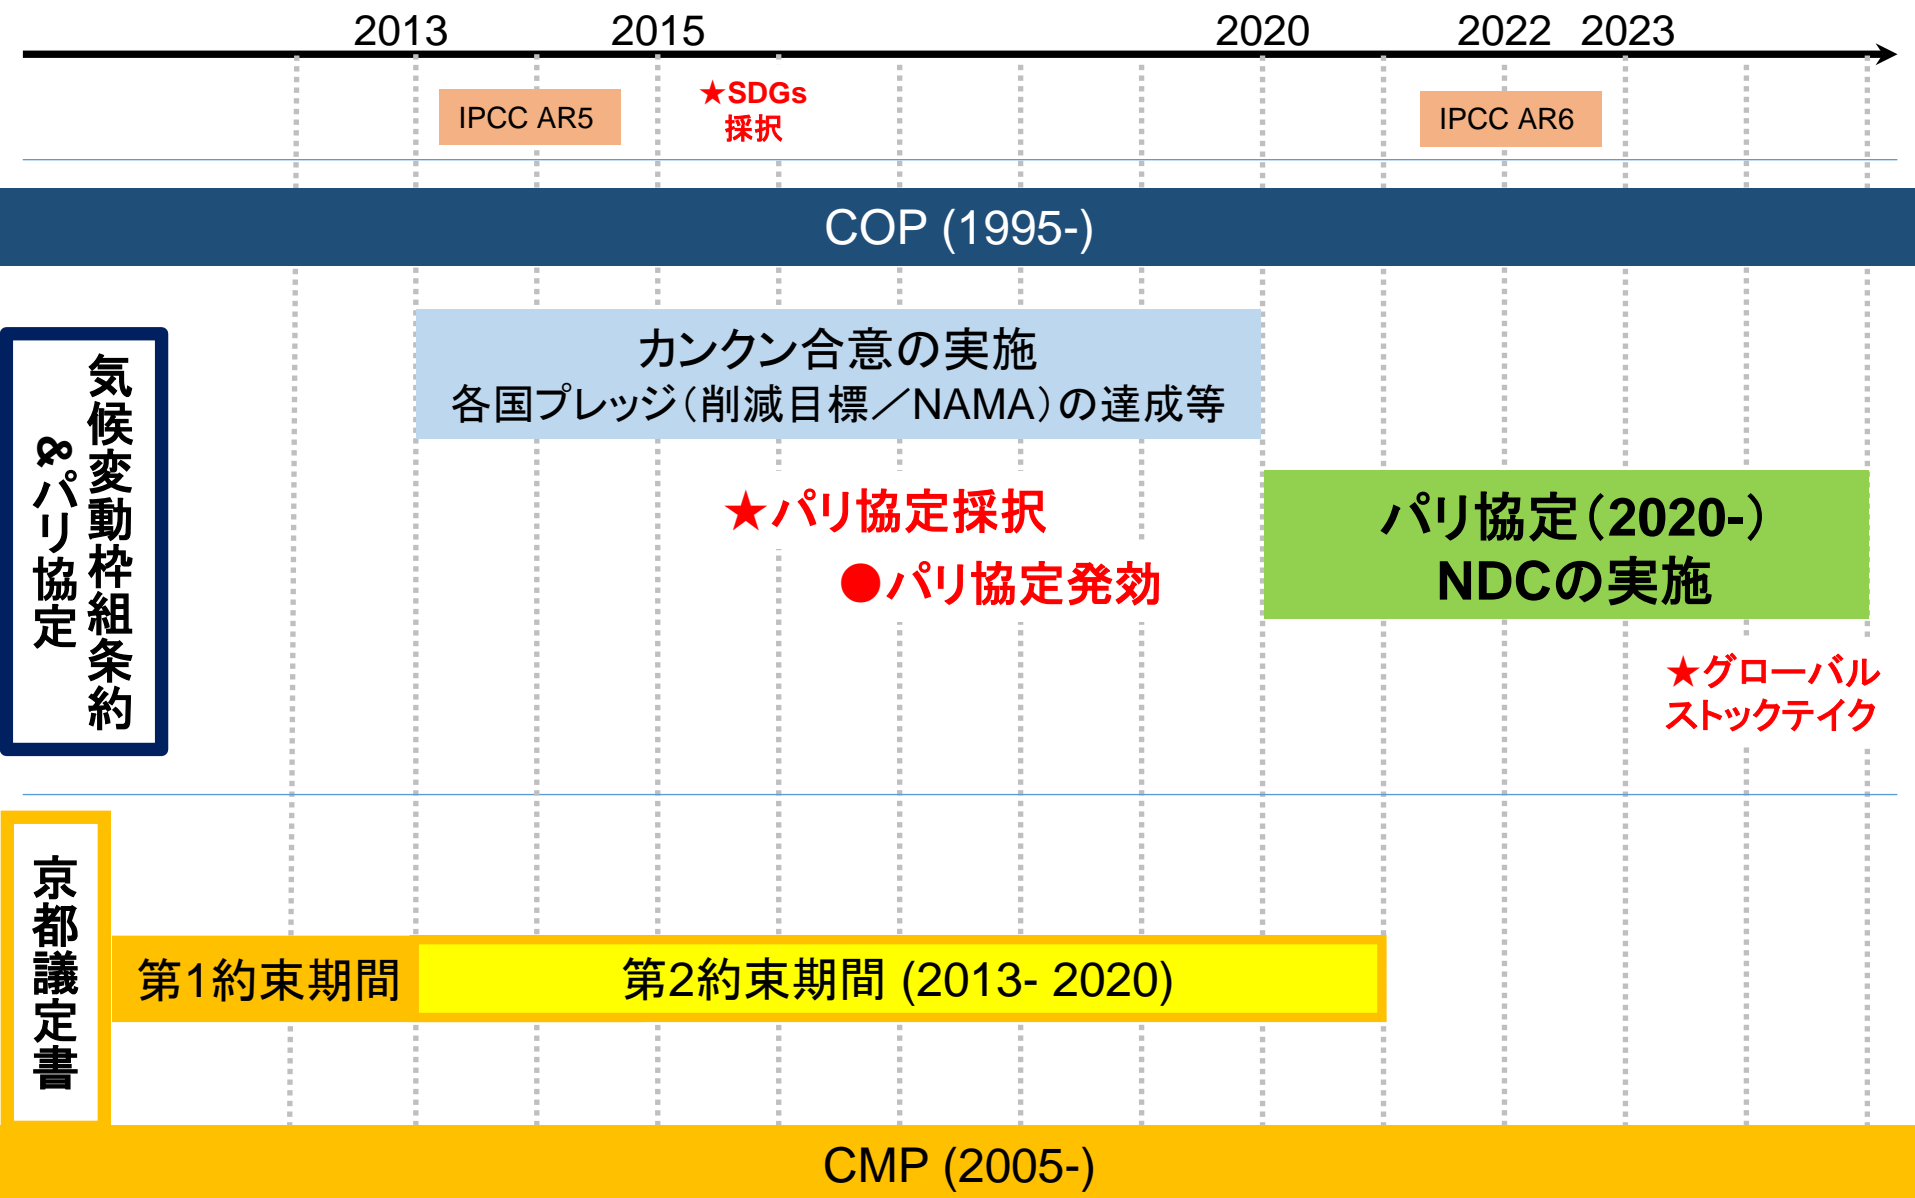 2013 2015 2020 2022 2023
IPCC AR5
★SDGs
採択
IPCC AR6
COP (1995-)
気候変動枠組条約
&パリ協定
カンクン合意の実施
各国プレッジ（削減目標／NAMA）の達成等
★パリ協定採択
●パリ協定発効
パリ協定（2020-）
NDCの実施
★グローバル
ストックテイク
京都議定書
第1約束期間
第2約束期間 (2013- 2020)
CMP (2005-)